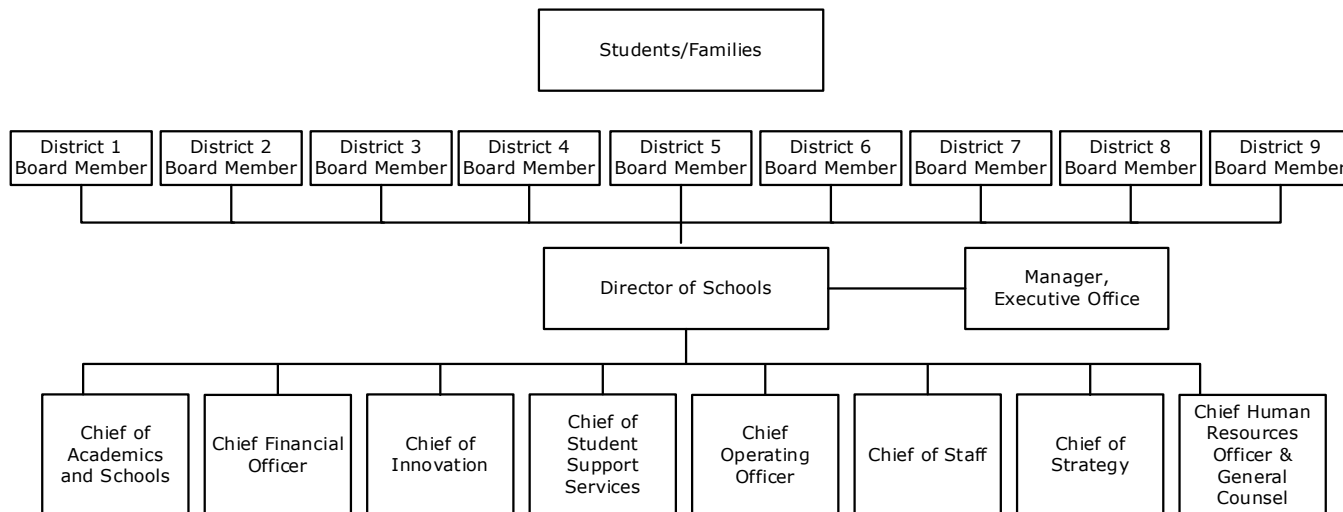 Students/Families
District 1
Board Member
District 2
Board Member
District 3
Board Member
District 4
Board Member
District 5
Board Member
District 6
Board Member
District 7
Board Member
District 8
Board Member
District 9
Board Member
Director of Schools
Manager,
Executive Office
Chief of
Academics
and Schools
Chief Financial
Officer
Chief of
Innovation
Chief of
Student
Support
Services
Chief
Operating
Officer
Chief of Staff
Chief of
Strategy
Chief Human
Resources
Officer &
General
Counsel